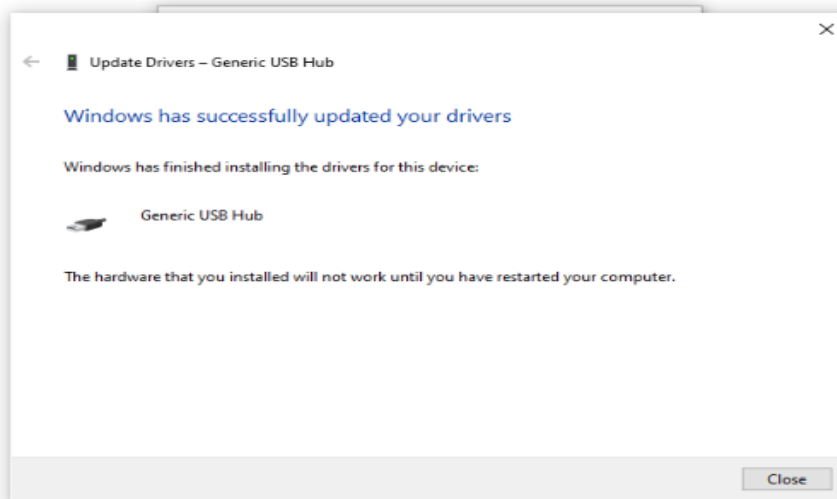 Update Drivers – Generic USB Hub
Windows has successfully updated your drivers
Windows has finished installing the drivers for this device:
Generic USB Hub
The hardware that you installed will not work until you have restarted your computer.
Close